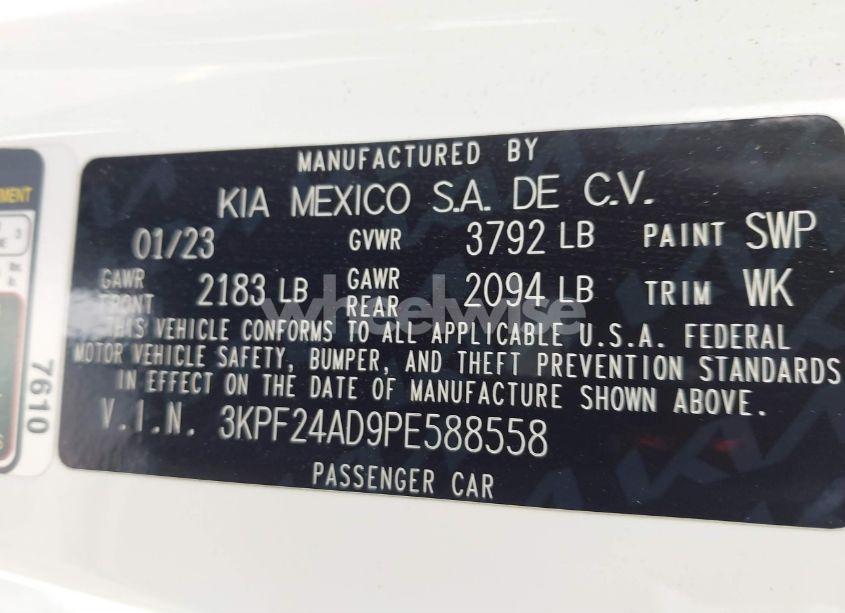 MANUFACTURED BY
KIA MEXICO S.A. DE C.V.
01/23 GVWR 3792 LB PAINT SWP
GAWR FRONT 2183 LB GAWR REAR 2094 LB TRIM WK
wheelwise
THIS VEHICLE CONFORMS TO ALL APPLICABLE U.S.A. FEDERAL
MOTOR VEHICLE SAFETY, BUMPER, AND THEFT PREVENTION STANDARDS
IN EFFECT ON THE DATE OF MANUFACTURE SHOWN ABOVE.
V.I.N. 3KPF24AD9PE588558
PASSENGER CAR
7610